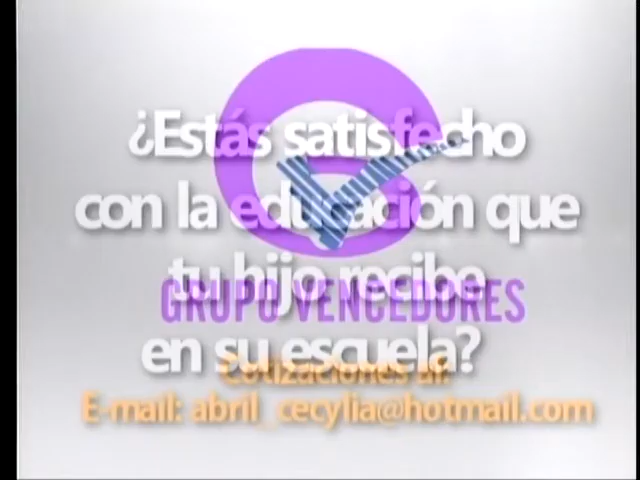 ¿Estás satisfecho
con la educación que
tu hijo recibe
GRUPO VENCEDORES
en su escuela?
Cotizaciones al:
E-mail: abril_cecylia@hotmail.com